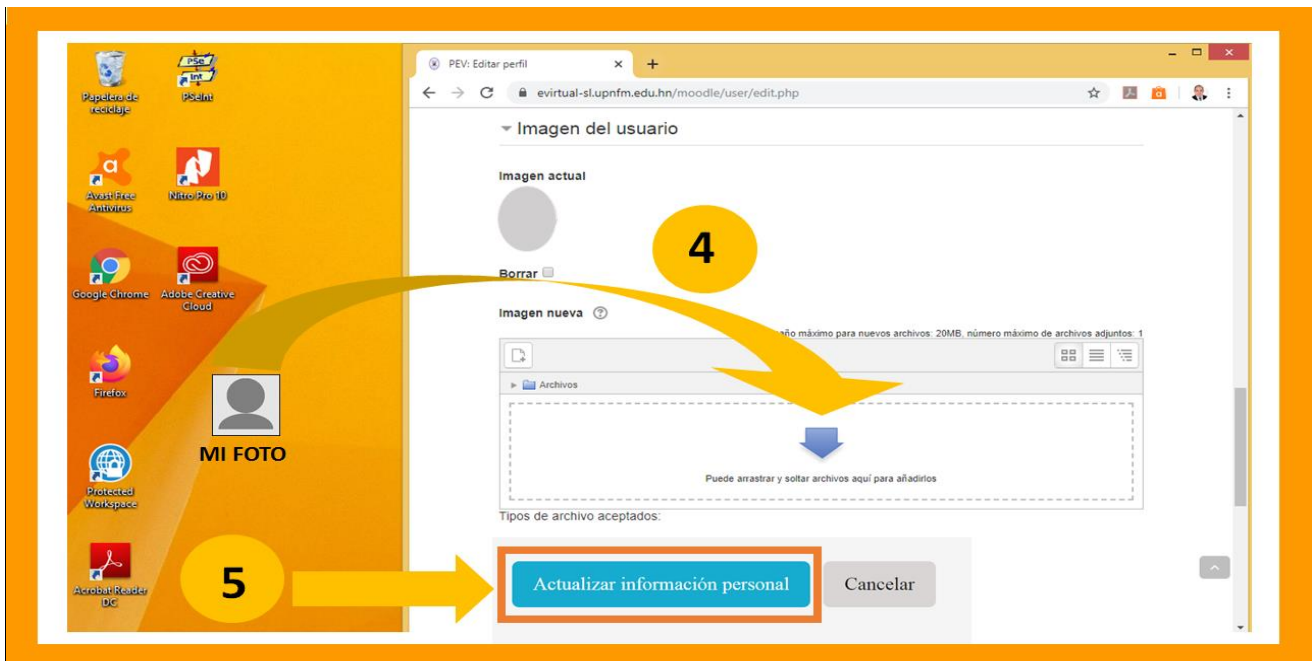 Papelera de
reciclaje
PSeInt
Avast Free
Antivirus
Nitro Pro 10
Google Chrome
Adobe Creative
Cloud
Firefox
MI FOTO
Protected
Workspace
Acrobat Reader
DC
5
PEV: Editar perfil
evirtual-sl.upnfm.edu.hn/moodle/user/edit.php
Imagen del usuario
Imagen actual
4
Borrar
Imagen nueva
máximo para nuevos archivos: 20MB, número máximo de archivos adjuntos: 1
Archivos
Puede arrastrar y soltar archivos aquí para añadirlos
Tipos de archivo aceptados:
Actualizar información personal
Cancelar